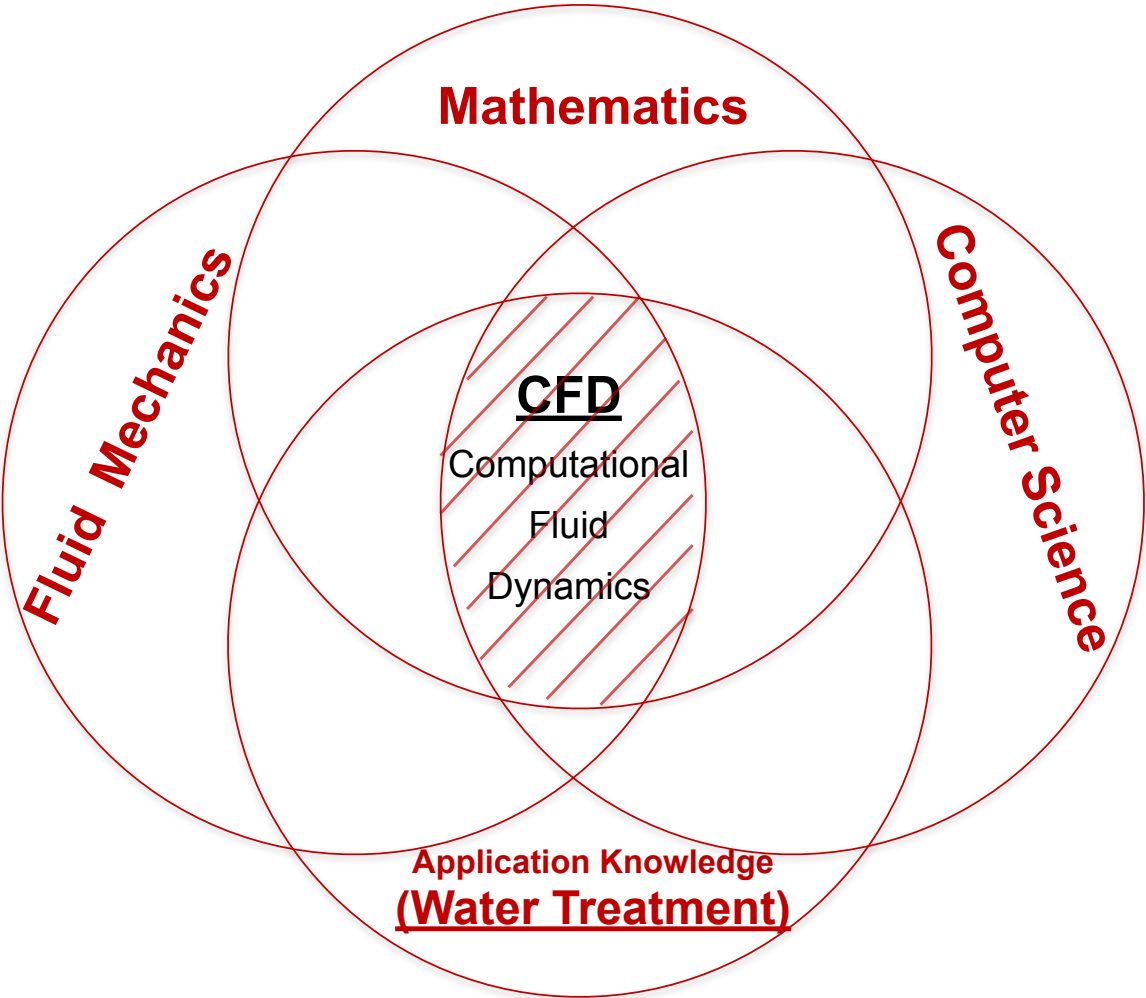 Mathematics
Fluid Mechanics
Computer Science
CFD
Computational
Fluid
Dynamics
Application Knowledge
(Water Treatment)